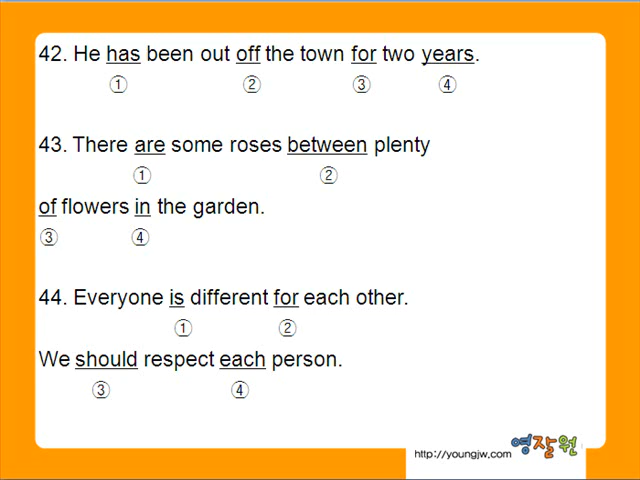 42. He has been out off the town for two years.
① ② ③ ④
43. There are some roses between plenty
① ②
of flowers in the garden.
③ ④
44. Everyone is different for each other.
① ②
We should respect each person.
③ ④
http://youngjw.com 영잘원